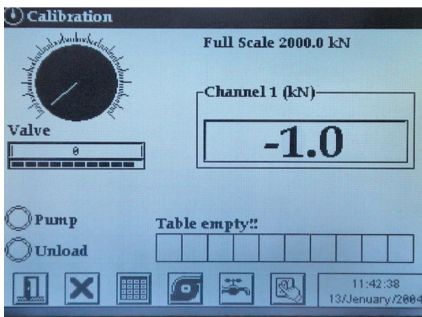 Calibration
Full Scale 2000.0 kN
Channel 1 (kN)
-1.0
Valve
0
Pump
Table empty!!
Unload
11:42:38
13/Jenuary/2004